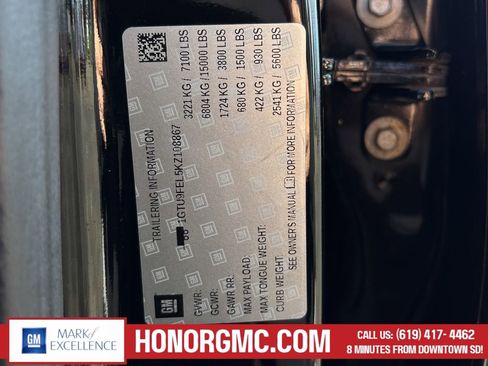 TRAILERING INFORMATION
1GTU9FEL5KZ108867
GVWR: 3221 KG / 7100 LBS
GCWR: 6804 KG / 15000 LBS
GAWR RR: 1724 KG / 3800 LBS
MAX PAYLOAD: 680 KG / 1500 LBS
MAX TONGUE WEIGHT: 422 KG / 930 LBS
CURB WEIGHT: 2541 KG / 5600 LBS
SEE OWNER'S MANUAL FOR MORE INFORMATION
GM
GM
MARK of
EXCELLENCE
HONORGMC.COM
CALL US: (619) 417- 4462
8 MINUTES FROM DOWNTOWN SD!